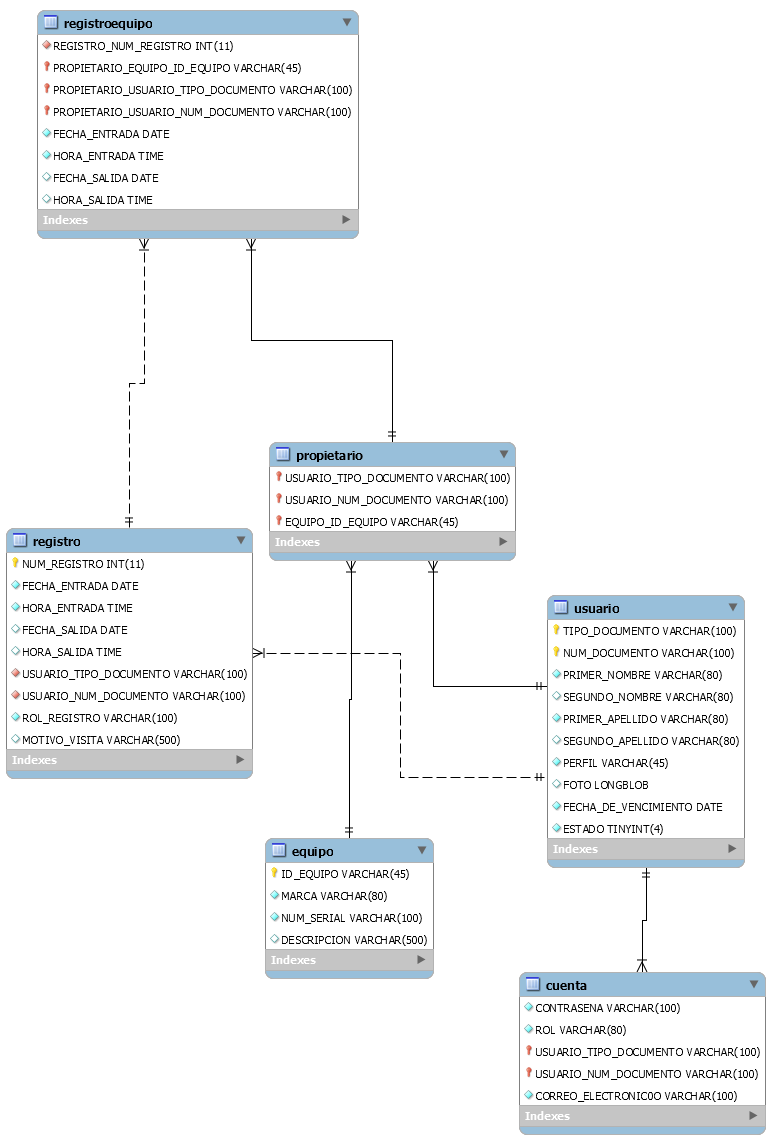 registroequipo
REGISTRO_NUM_REGISTRO INT(11)
PROPIETARIO_EQUIPO_ID_EQUIPO VARCHAR(45)
PROPIETARIO_USUARIO_TIPO_DOCUMENTO VARCHAR(100)
PROPIETARIO_USUARIO_NUM_DOCUMENTO VARCHAR(100)
FECHA_ENTRADA DATE
HORA_ENTRADA TIME
FECHA_SALIDA DATE
HORA_SALIDA TIME
Indexes
propietario
USUARIO_TIPO_DOCUMENTO VARCHAR(100)
USUARIO_NUM_DOCUMENTO VARCHAR(100)
EQUIPO_ID_EQUIPO VARCHAR(45)
Indexes
registro
NUM_REGISTRO INT(11)
FECHA_ENTRADA DATE
HORA_ENTRADA TIME
FECHA_SALIDA DATE
HORA_SALIDA TIME
USUARIO_TIPO_DOCUMENTO VARCHAR(100)
USUARIO_NUM_DOCUMENTO VARCHAR(100)
ROL_REGISTRO VARCHAR(100)
MOTIVO_VISITA VARCHAR(500)
Indexes
usuario
TIPO_DOCUMENTO VARCHAR(100)
NUM_DOCUMENTO VARCHAR(100)
PRIMER_NOMBRE VARCHAR(80)
SEGUNDO_NOMBRE VARCHAR(80)
PRIMER_APELLIDO VARCHAR(80)
SEGUNDO_APELLIDO VARCHAR(80)
PERFIL VARCHAR(45)
FOTO LONGBLOB
FECHA_DE_VENCIMIENTO DATE
ESTADO TINYINT(4)
Indexes
equipo
ID_EQUIPO VARCHAR(45)
MARCA VARCHAR(80)
NUM_SERIAL VARCHAR(100)
DESCRIPCION VARCHAR(500)
Indexes
cuenta
CONTRASENA VARCHAR(100)
ROL VARCHAR(80)
USUARIO_TIPO_DOCUMENTO VARCHAR(100)
USUARIO_NUM_DOCUMENTO VARCHAR(100)
CORREO_ELECTRONICO0 VARCHAR(100)
Indexes